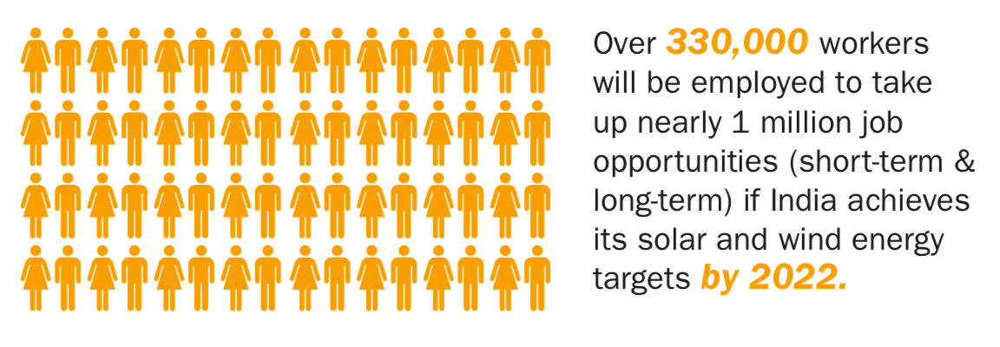 Over 330,000 workers
will be employed to take
up nearly 1 million job
opportunities (short-term &
long-term) if India achieves
its solar and wind energy
targets by 2022.